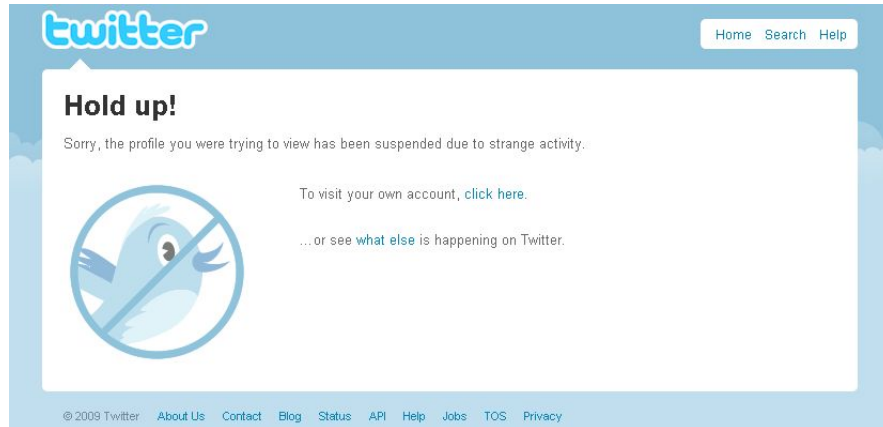 twitter
Home Search Help
Hold up!
Sorry, the profile you were trying to view has been suspended due to strange activity.
To visit your own account, click here.
...or see what else is happening on Twitter.
© 2009 Twitter About Us Contact Blog Status API Help Jobs TOS Privacy